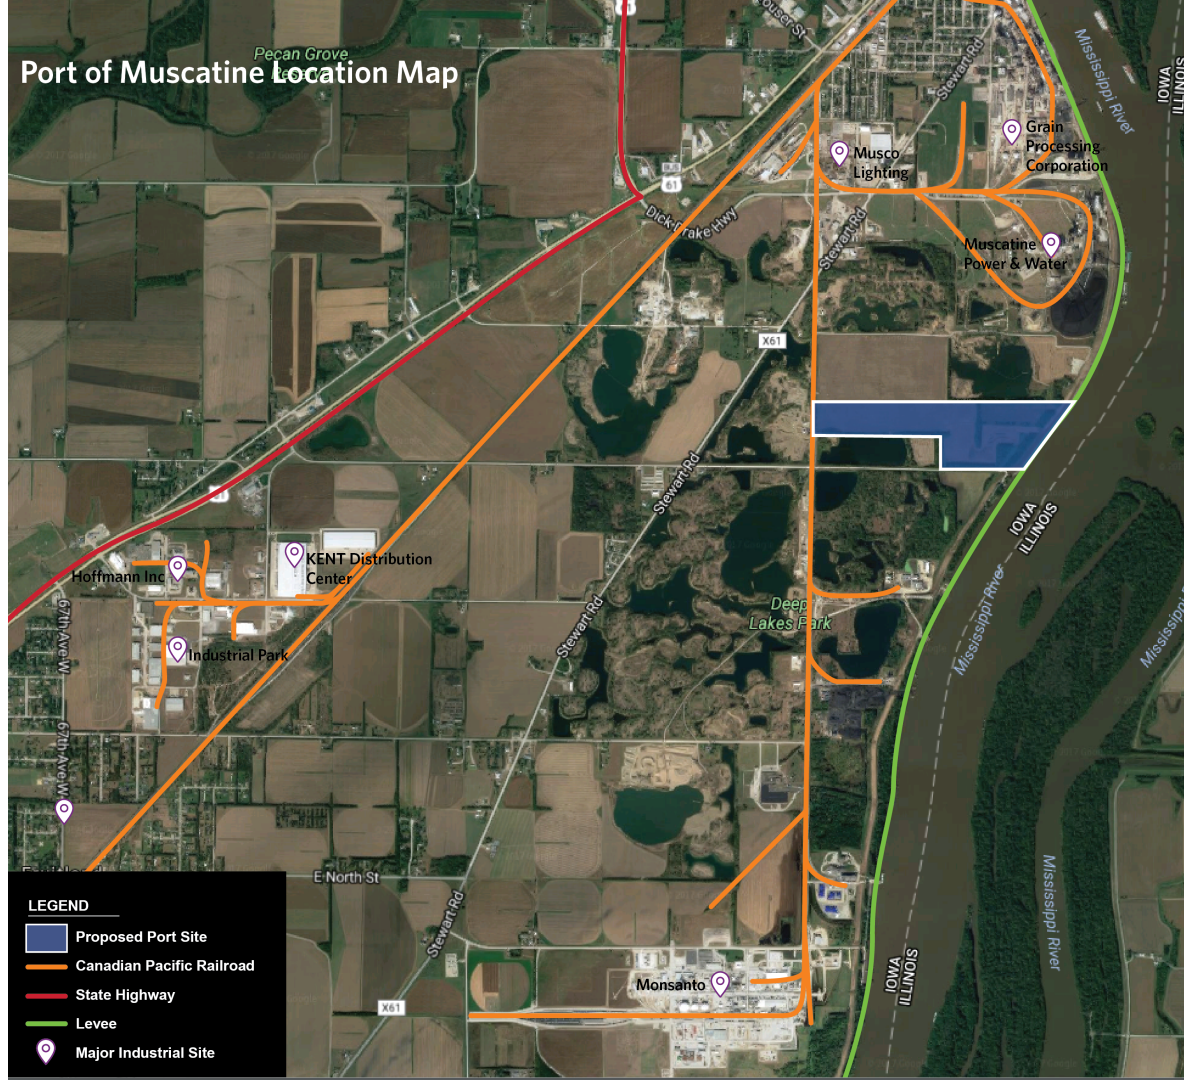 Pecan Grove
Port of Muscatine Location Map
Stewart Rd
Mississippi River
IOWA
ILLINOIS
Grain
Processing
Corporation
Musco
Lighting
61
Dick Drake Hwy
Stewart Rd
Muscatine
Power & Water
X61
Stewart Rd
IOWA
ILLINOIS
KENT Distribution
Center
Hoffmann Inc
67th Ave W
Deep
Lakes Park
Stewart Rd
Mississippi River
Mississippi
Industrial Park
67th Ave W
E North St
Mississippi River
Stewart Rd
IOWA
ILLINOIS
Monsanto
X61
LEGEND
Proposed Port Site
Canadian Pacific Railroad
State Highway
Levee
Major Industrial Site